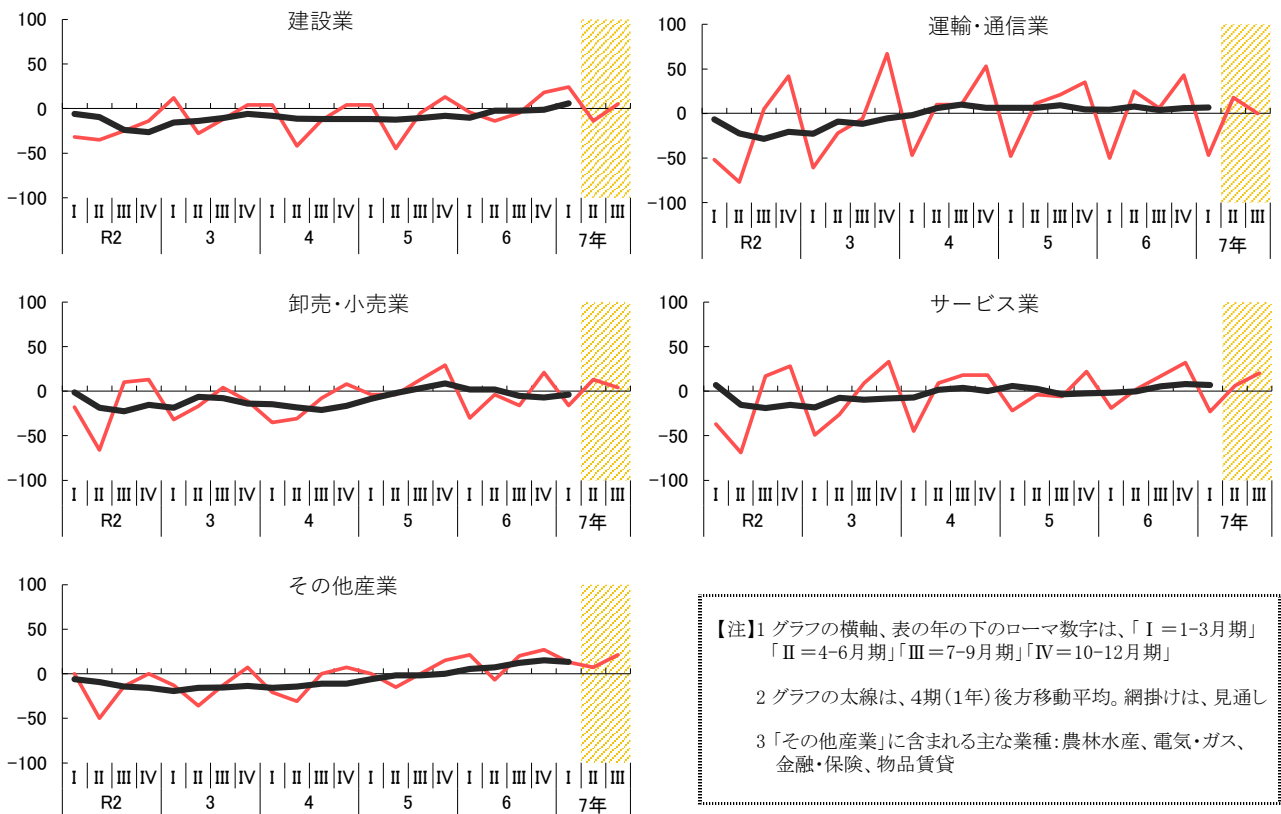 建設業
100
50
0
-50
-100
Ⅰ Ⅱ Ⅲ Ⅳ Ⅰ Ⅱ Ⅲ Ⅳ Ⅰ Ⅱ Ⅲ Ⅳ Ⅰ Ⅱ Ⅲ Ⅳ Ⅰ Ⅱ Ⅲ Ⅳ Ⅰ Ⅱ Ⅲ
R2 3 4 5 6 7年
運輸・通信業
100
50
0
-50
-100
Ⅰ Ⅱ Ⅲ Ⅳ Ⅰ Ⅱ Ⅲ Ⅳ Ⅰ Ⅱ Ⅲ Ⅳ Ⅰ Ⅱ Ⅲ Ⅳ Ⅰ Ⅱ Ⅲ Ⅳ Ⅰ Ⅱ Ⅲ
R2 3 4 5 6 7年
卸売・小売業
100
50
0
-50
-100
Ⅰ Ⅱ Ⅲ Ⅳ Ⅰ Ⅱ Ⅲ Ⅳ Ⅰ Ⅱ Ⅲ Ⅳ Ⅰ Ⅱ Ⅲ Ⅳ Ⅰ Ⅱ Ⅲ Ⅳ Ⅰ Ⅱ Ⅲ
R2 3 4 5 6 7年
サービス業
100
50
0
-50
-100
Ⅰ Ⅱ Ⅲ Ⅳ Ⅰ Ⅱ Ⅲ Ⅳ Ⅰ Ⅱ Ⅲ Ⅳ Ⅰ Ⅱ Ⅲ Ⅳ Ⅰ Ⅱ Ⅲ Ⅳ Ⅰ Ⅱ Ⅲ
R2 3 4 5 6 7年
その他産業
100
50
0
-50
-100
Ⅰ Ⅱ Ⅲ Ⅳ Ⅰ Ⅱ Ⅲ Ⅳ Ⅰ Ⅱ Ⅲ Ⅳ Ⅰ Ⅱ Ⅲ Ⅳ Ⅰ Ⅱ Ⅲ Ⅳ Ⅰ Ⅱ Ⅲ
R2 3 4 5 6 7年
【注】1 グラフの横軸、表の年の下のローマ数字は、「Ⅰ＝1-3月期」
「Ⅱ＝4-6月期」「Ⅲ＝7-9月期」「Ⅳ＝10-12月期」
2 グラフの太線は、4期(1年)後方移動平均。網掛けは、見通し
3 「その他産業」に含まれる主な業種：農林水産、電気・ガス、
金融・保険、物品賃貸